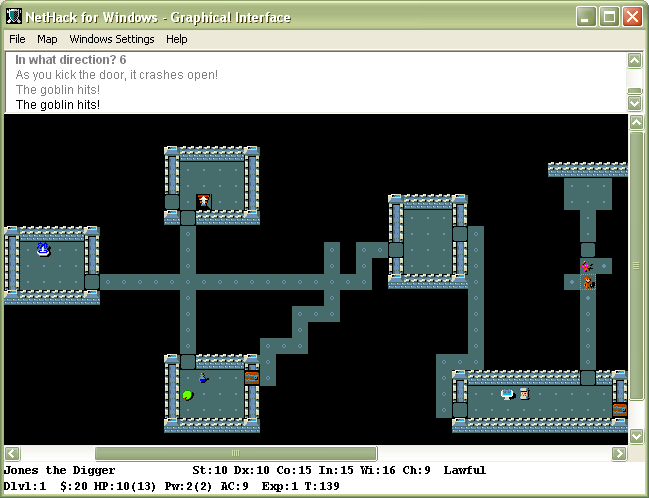 NetHack for Windows - Graphical Interface
File Map Windows Settings Help
In what direction? 6
As you kick the door, it crashes open!
The goblin hits!
The goblin hits!
Jones the Digger St:10 Dx:10 Co:15 In:15 Wi:16 Ch:9 Lawful
Dlvl:1 $:20 HP:10(13) Pw:2(2) AC:9 Exp:1 T:139